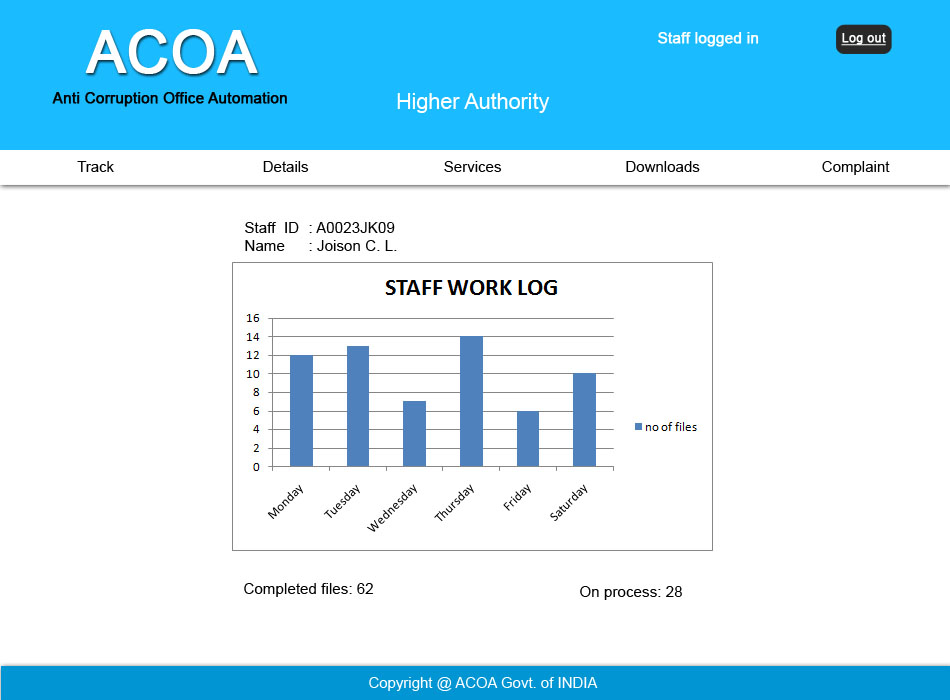 ACOA
Anti Corruption Office Automation
Staff logged in
Log out
Higher Authority
Track Details Services Downloads Complaint
Staff ID : A0023JK09
Name : Joison C. L.
STAFF WORK LOG
16
14
12
10
8
6
4
2
0
Monday Tuesday Wednesday Thursday Friday Saturday
no of files
Completed files: 62
On process: 28
Copyright @ ACOA Govt. of INDIA